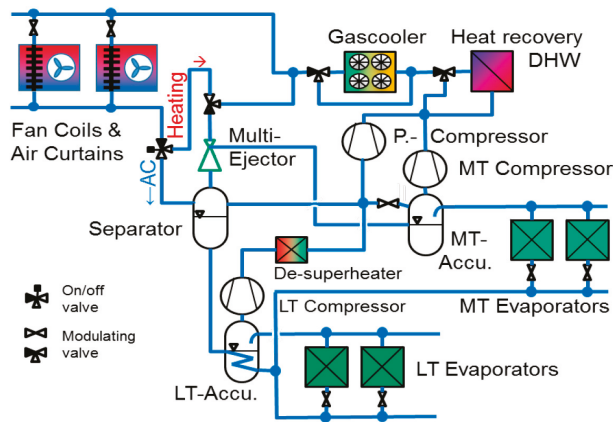 Gascooler
Heat recovery
DHW
Heating
Fan Coils &
Air Curtains
Multi-
Ejector
P.- Compressor
MT Compressor
←AC
Separator
MT-
Accu.
De-superheater
On/off
valve
LT Compressor
MT Evaporators
Modulating
valve
LT Evaporators
LT-Accu.